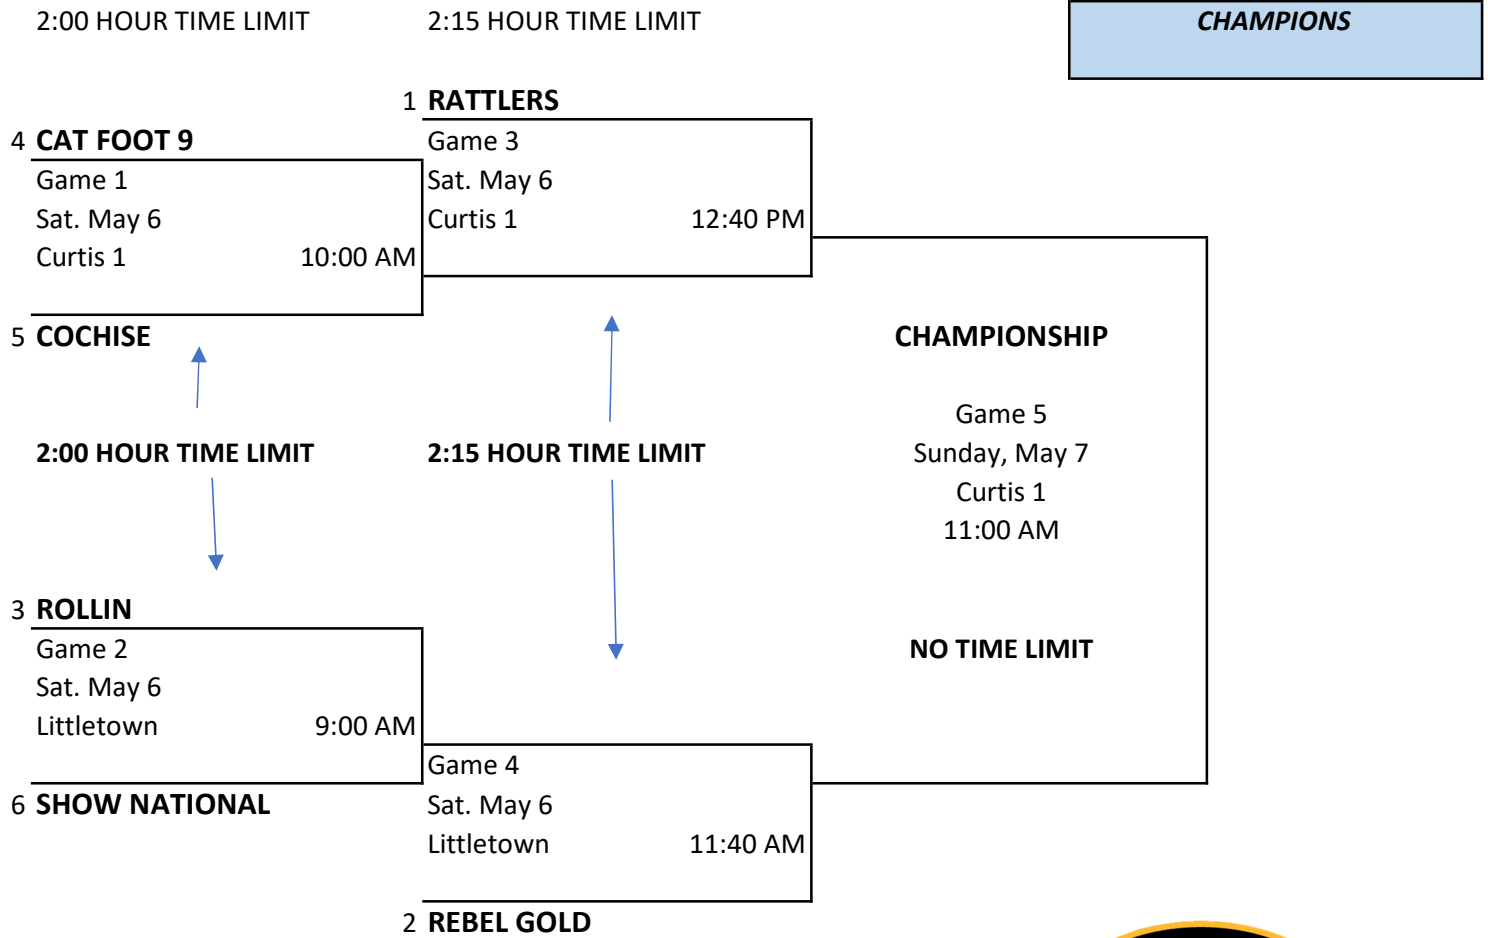 2:00 HOUR TIME LIMIT 2:15 HOUR TIME LIMIT CHAMPIONS
1 RATTLERS
4 CAT FOOT 9 Game 3
Game 1 Sat. May 6
Sat. May 6 Curtis 1 12:40 PM
Curtis 1 10:00 AM
5 COCHISE CHAMPIONSHIP
Game 5
2:00 HOUR TIME LIMIT 2:15 HOUR TIME LIMIT Sunday, May 7
Curtis 1
11:00 AM
3 ROLLIN
Game 2 NO TIME LIMIT
Sat. May 6
Littletown 9:00 AM
Game 4
6 SHOW NATIONAL Sat. May 6
Littletown 11:40 AM
2 REBEL GOLD